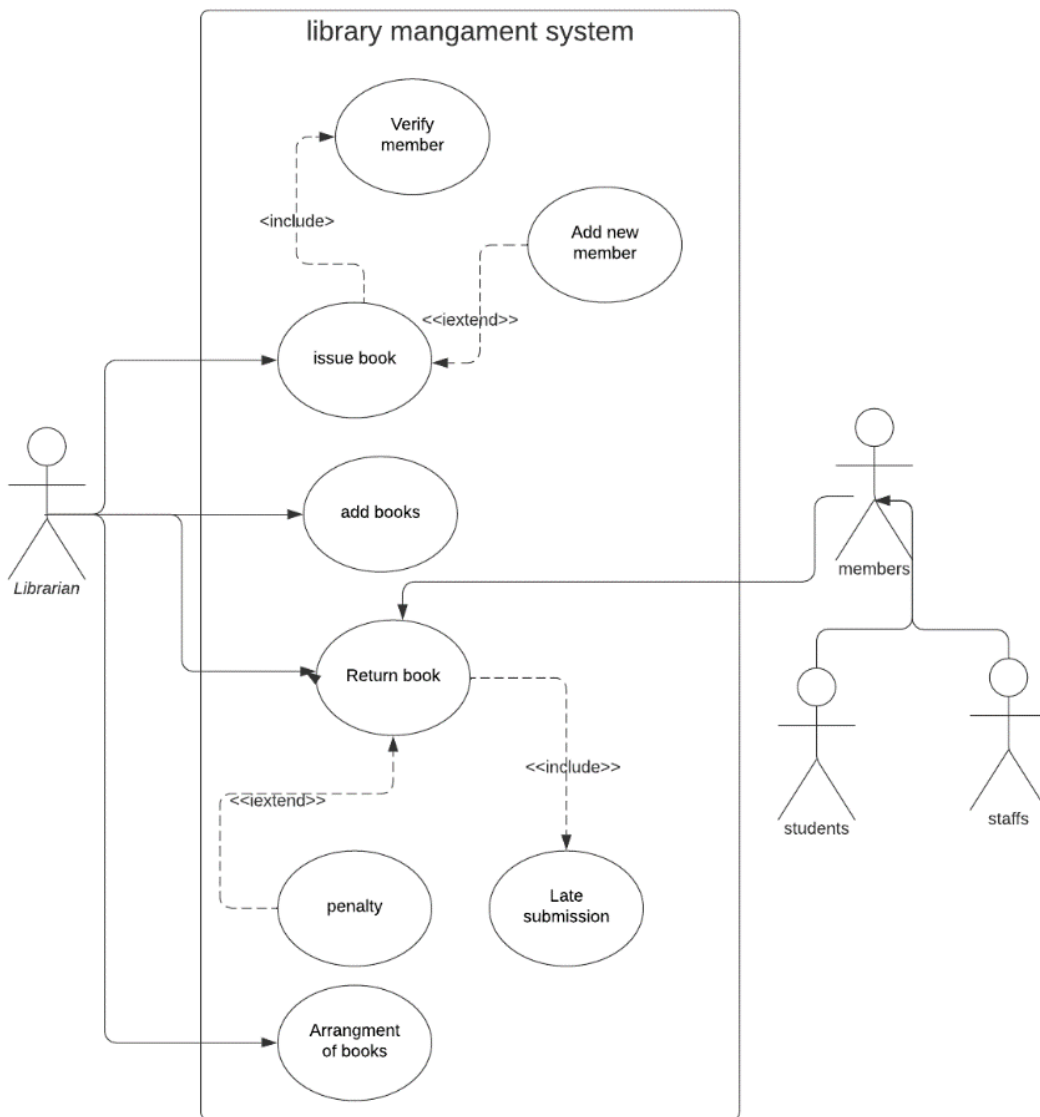 library mangament system
Verify
member
<include>
Add new
member
<<iextend>>
issue book
add books
Librarian
members
Return book
<<include>>
<<iextend>>
students
staffs
penalty
Late
submission
Arrangment
of books